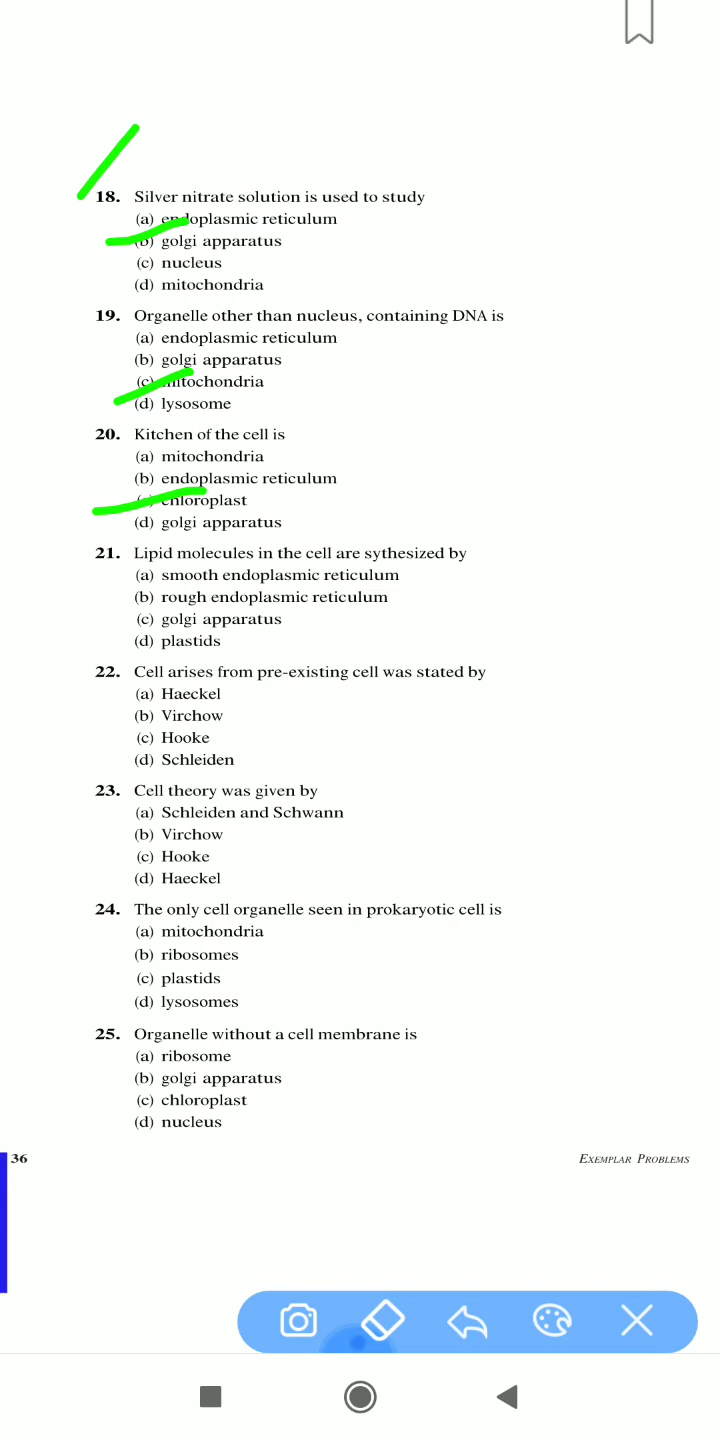 18. Silver nitrate solution is used to study
(a) endoplasmic reticulum
(b) golgi apparatus
(c) nucleus
(d) mitochondria
19. Organelle other than nucleus, containing DNA is
(a) endoplasmic reticulum
(b) golgi apparatus
(c) mitochondria
(d) lysosome
20. Kitchen of the cell is
(a) mitochondria
(b) endoplasmic reticulum
(c) chloroplast
(d) golgi apparatus
21. Lipid molecules in the cell are sythesized by
(a) smooth endoplasmic reticulum
(b) rough endoplasmic reticulum
(c) golgi apparatus
(d) plastids
22. Cell arises from pre-existing cell was stated by
(a) Haeckel
(b) Virchow
(c) Hooke
(d) Schleiden
23. Cell theory was given by
(a) Schleiden and Schwann
(b) Virchow
(c) Hooke
(d) Haeckel
24. The only cell organelle seen in prokaryotic cell is
(a) mitochondria
(b) ribosomes
(c) plastids
(d) lysosomes
25. Organelle without a cell membrane is
(a) ribosome
(b) golgi apparatus
(c) chloroplast
(d) nucleus
36 EXEMPLAR PROBLEMS